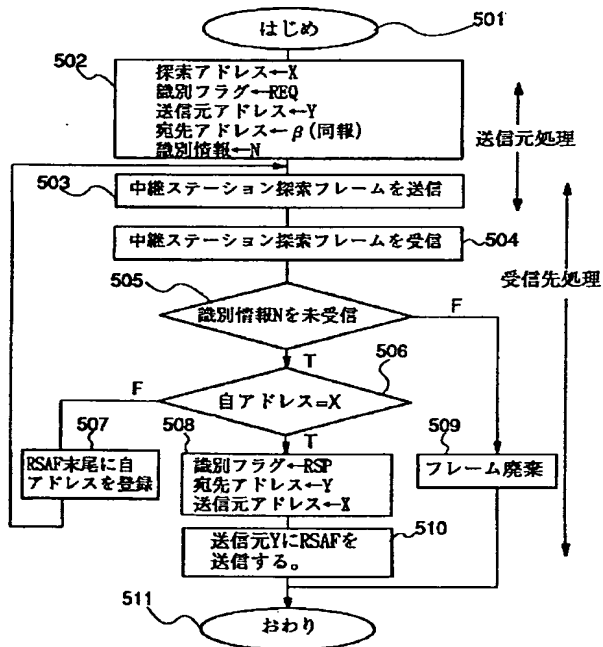 はじめ
501
502
探索アドレス←X
識別フラグ←REQ
送信元アドレス←Y
宛先アドレス←β(同報)
識別情報←N
送信元処理
503
中継ステーション探索フレームを送信
中継ステーション探索フレームを受信
504
受信先処理
505
識別情報Nを未受信
F
T
506
F
自アドレス=X
T
507
RSAF末尾に自
アドレスを登録
508
識別フラグ←RSP
宛先アドレス←Y
送信元アドレス←X
509
フレーム廃棄
送信元YにRSAFを
送信する。
510
511
おわり